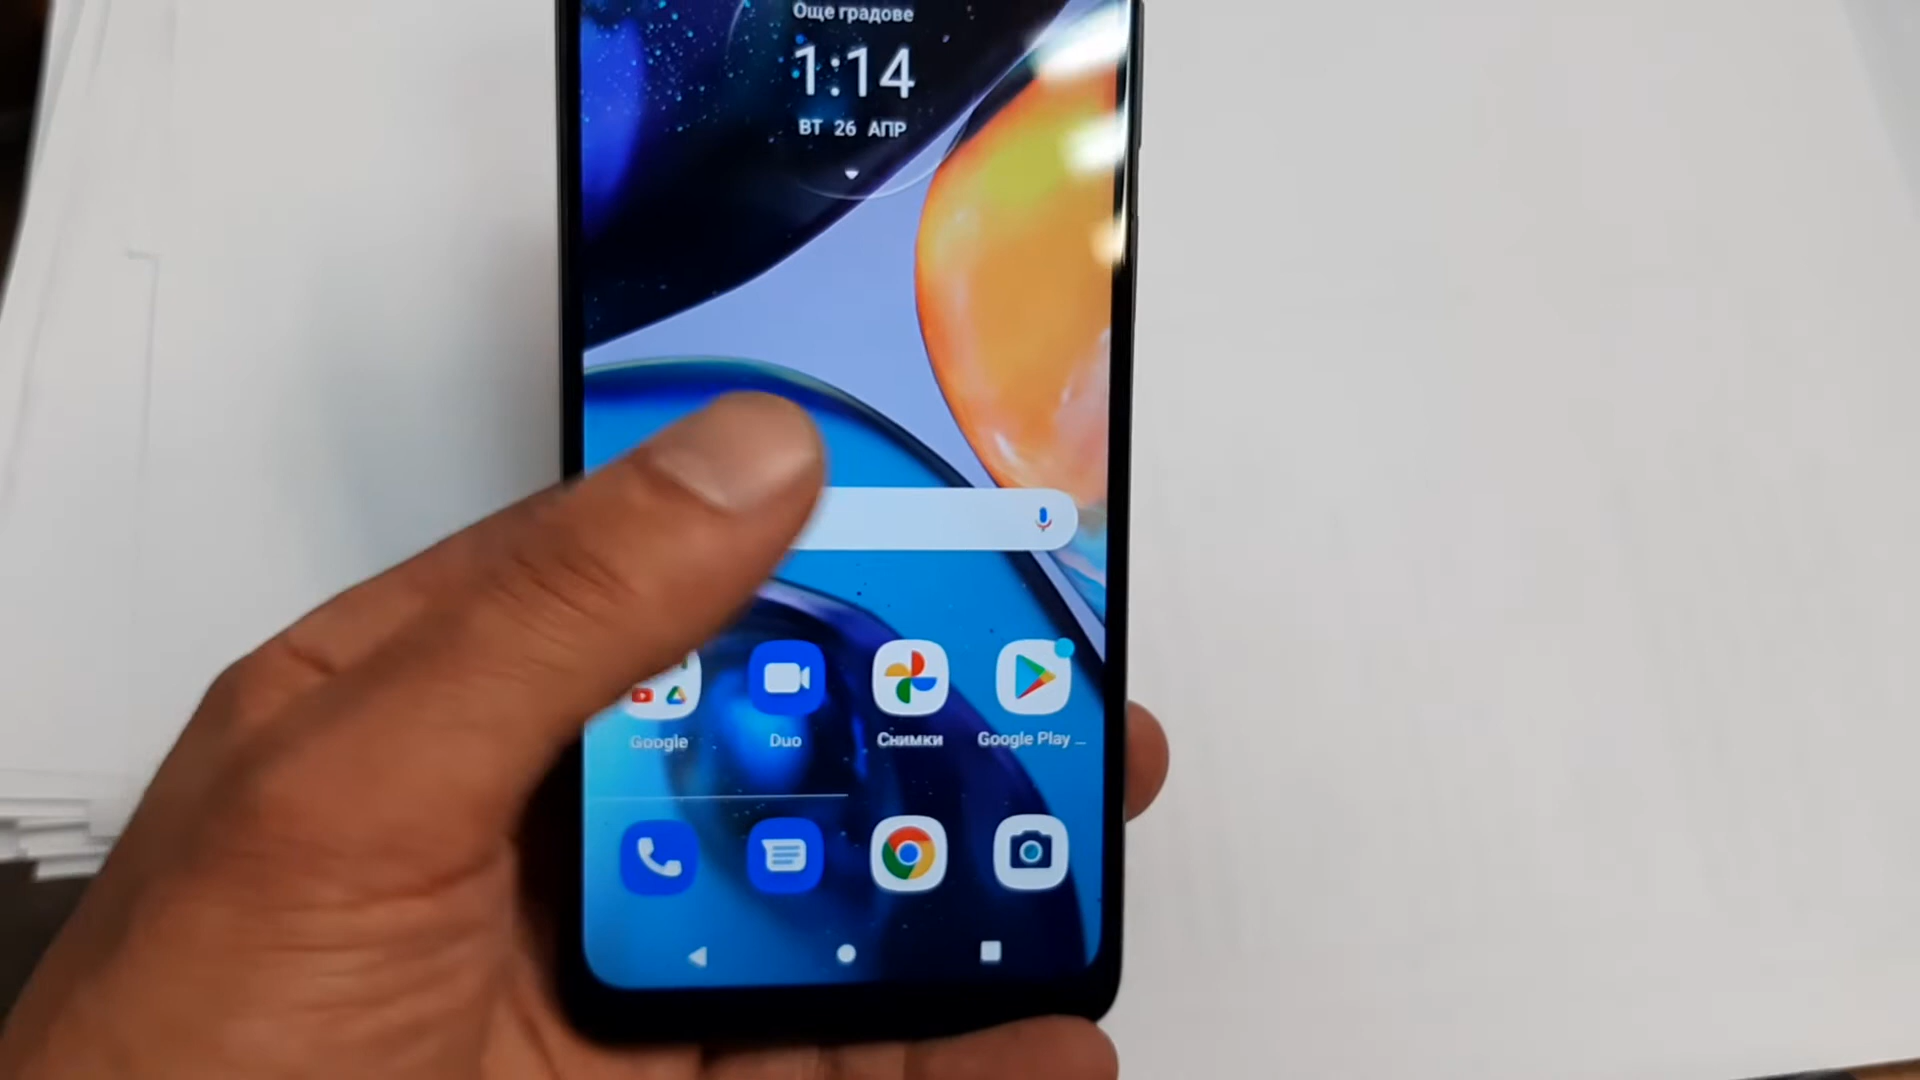 Още градове
1:14
ВТ 26 АПР
Google
Duo
Снимки
Google Play ...